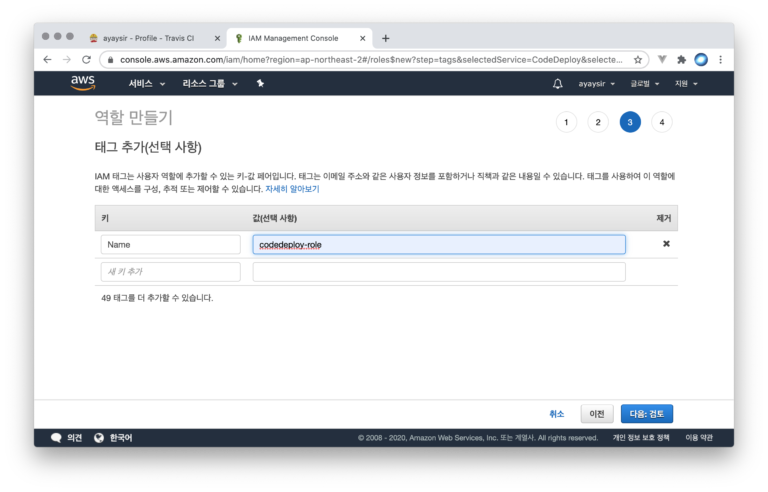 ayaysir - Profile - Travis CI
IAM Management Console
console.aws.amazon.com/iam/home?region=ap-northeast-2#/roles$new?step=tags&selectedService=CodeDeploy&selecte...
aws 서비스 리소스 그룹 ayaysir 글로벌 지원
역할 만들기
1 2 3 4
태그 추가(선택 사항)
IAM 태그는 사용자 역할에 추가할 수 있는 키-값 페어입니다. 태그는 이메일 주소와 같은 사용자 정보를 포함하거나 직책과 같은 내용일 수 있습니다. 태그를 사용하여 이 역할에
대한 액세스를 구성, 추적 또는 제어할 수 있습니다. 자세히 알아보기
키 값(선택 사항) 제거
Name codedeploy-role
새 키 추가
49 태그를 더 추가할 수 있습니다.
취소 이전 다음: 검토
의견 한국어 © 2008 - 2020, Amazon Web Services, Inc. 또는 계열사. All rights reserved. 개인 정보 보호 정책 이용 약관